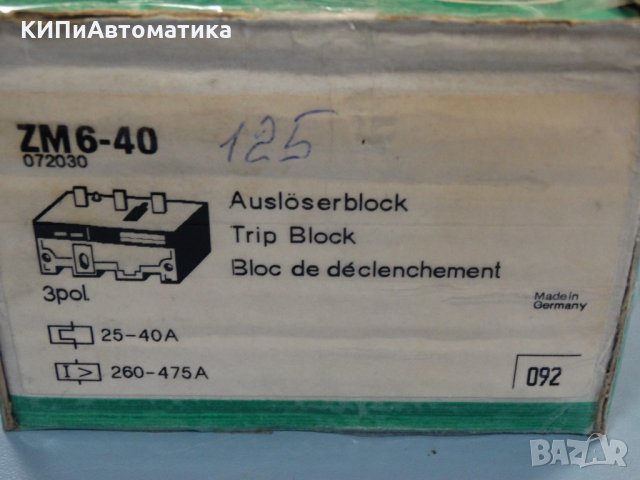 КИПиАвтоматика
ZM6-40
072030
125
Auslöserblock
Trip Block
Bloc de déclenchement
3pol.
Made in
Germany
25-40A
I> 260-475A
092
BAZAR